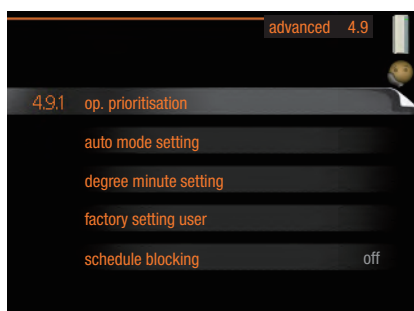 advanced 4.9
4.9.1 op. prioritisation
auto mode setting
degree minute setting
factory setting user
schedule blocking off